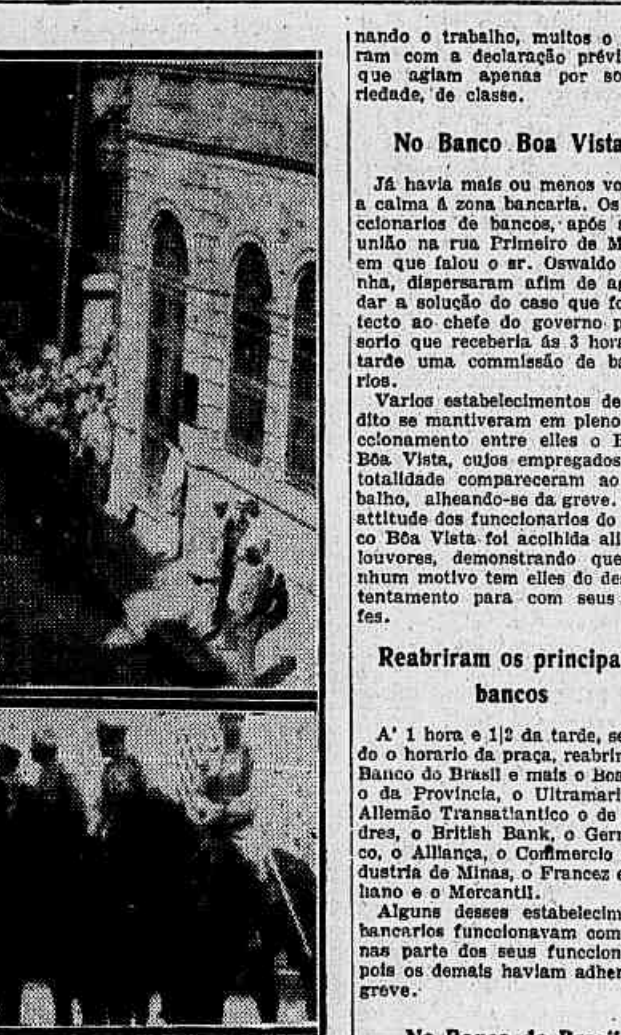 nando o trabalho, muitos o
ram com a declaração prévi
que agiam apenas por so
riedade, de classe.
No Banco Boa Vista
Já havia mais ou menos vo
a calma á zona bancaria. Os
ccionarios de bancos, após
união na rua Primeiro de M
em que falou o sr. Oswaldo
nha, dispersaram afim de ag
dar a solução do caso que fo
tecto ao chefe do governo p
sorio que receberia ás 3 hora
tarde uma commissão de ba
rios.
Varios estabelecimentos de
dito se mantiveram em pleno
ccionamento entre elles o B
Bôa Vista, cujos empregados
totalidade compareceram ao
balho, alheando-se da greve.
attitude dos funccionarios do
co Bôa Vista foi acolhida ali
louvores, demonstrando que
nhum motivo tem elles do des
tentamento para com seus
fes.
Reabriram os principa
bancos
A' 1 hora e 1|2 da tarde, se
do o horario da praça, reabrir
Banco do Brasil e mais o Boa
o da Provincia, o Ultramari
Allemão Transatlantico o de
dres, o British Bank, o Gern
co, o Alliança, o Commercio
dustria de Minas, o Francez e
liano e o Mercantil.
Alguns desses estabelecim
bancarios funccionavam com
nas parte dos seus funccion
pois os demais haviam adher
greve.